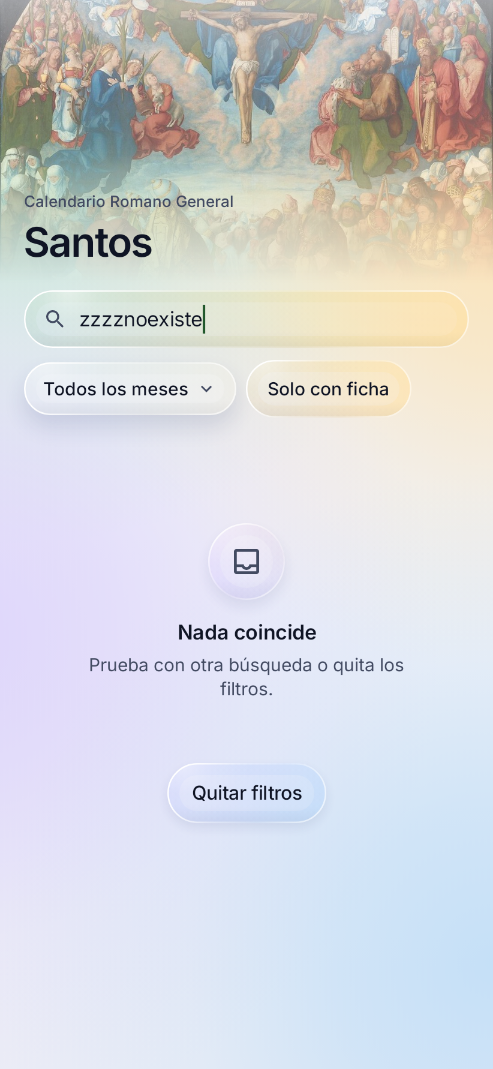 Calendario Romano General
Santos
zzzznoexiste
Todos los meses
Solo con ficha
Nada coincide
Prueba con otra búsqueda o quita los
filtros.
Quitar filtros